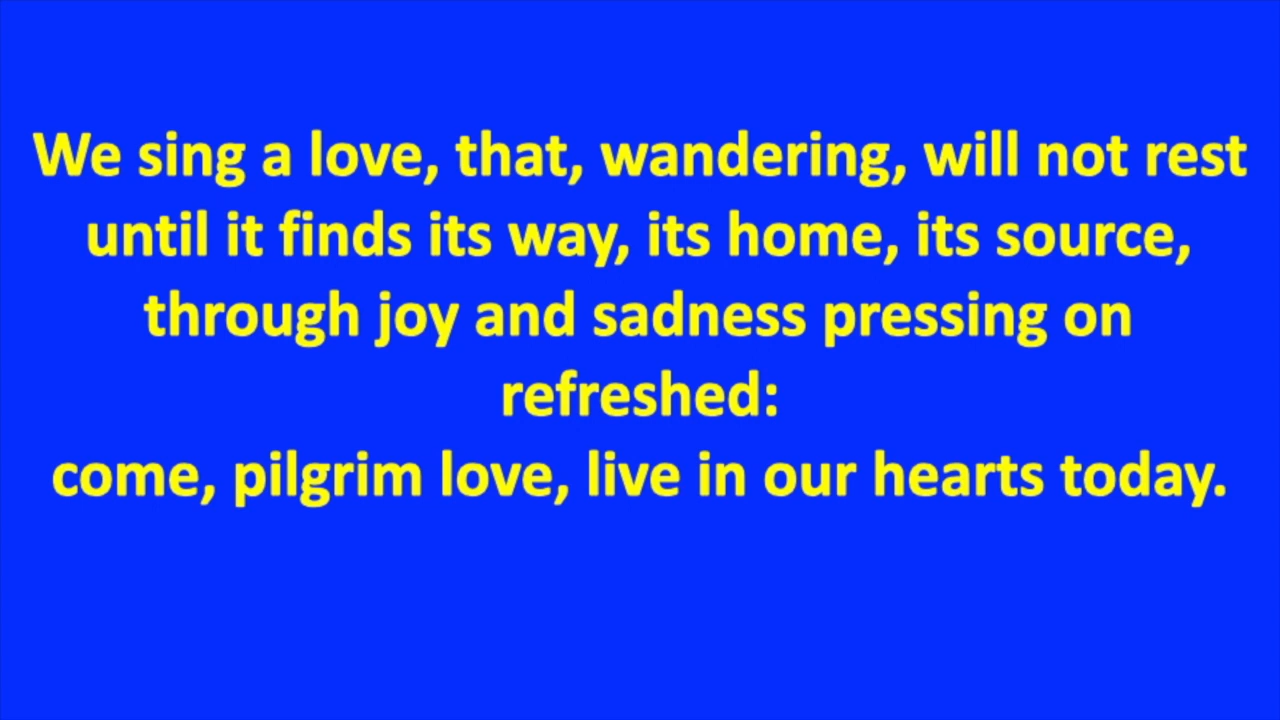 We sing a love, that, wandering, will not rest
until it finds its way, its home, its source,
through joy and sadness pressing on
refreshed:
come, pilgrim love, live in our hearts today.